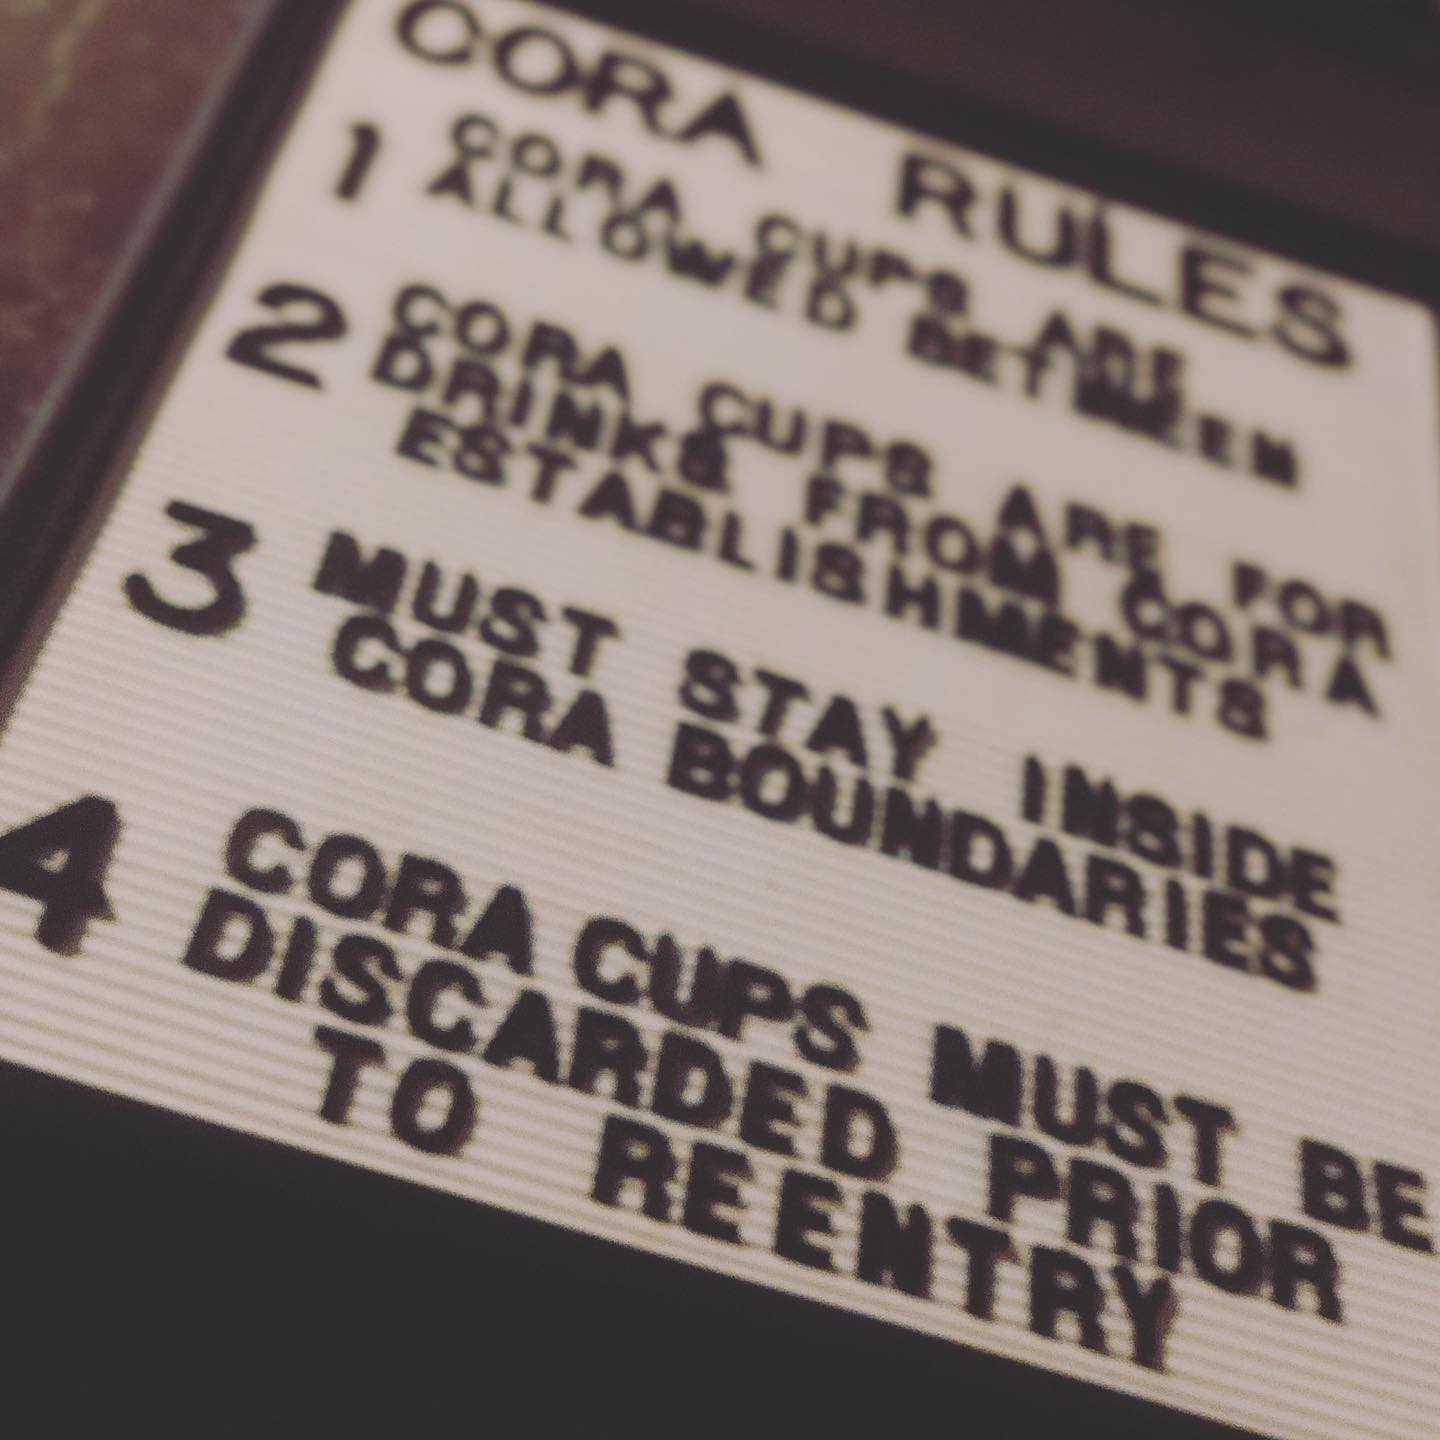 CORA RULES
1 CORA CUPS ARE
ALLOWED BETWEEN
2 CORA CUPS ARE FOR
DRINKS FROM CORA
ESTABLISHMENTS
3 MUST STAY INSIDE
CORA BOUNDARIES
4 CORA CUPS MUST BE
DISCARDED PRIOR
TO REENTRY